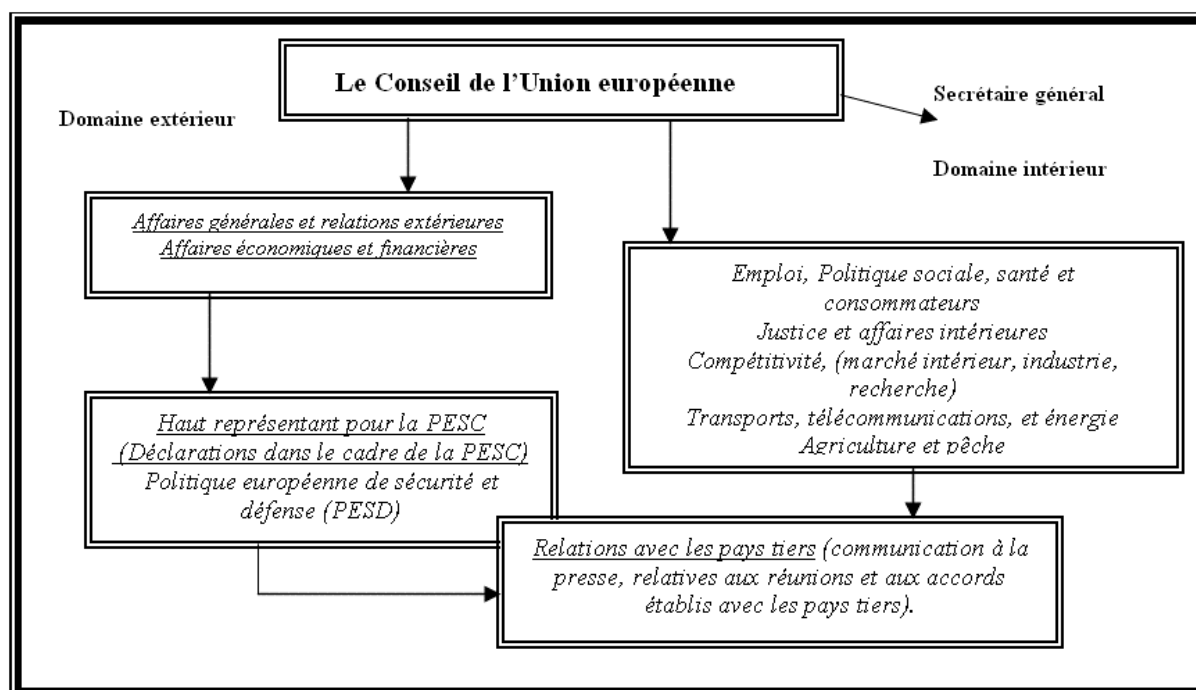 Le Conseil de l'Union européenne
Secrétaire général
Domaine extérieur
Domaine intérieur
Affaires générales et relations extérieures
Affaires économiques et financières
Emploi, Politique sociale, santé et
consommateurs
Justice et affaires intérieures
Compétitivité, (marché intérieur, industrie,
recherche)
Transports, télécommunications, et énergie
Agriculture et pêche
Haut représentant pour la PESC
(Déclarations dans le cadre de la PESC)
Politique européenne de sécurité et
défense (PESD)
Relations avec les pays tiers (communication à la
presse, relatives aux réunions et aux accords
établis avec les pays tiers).